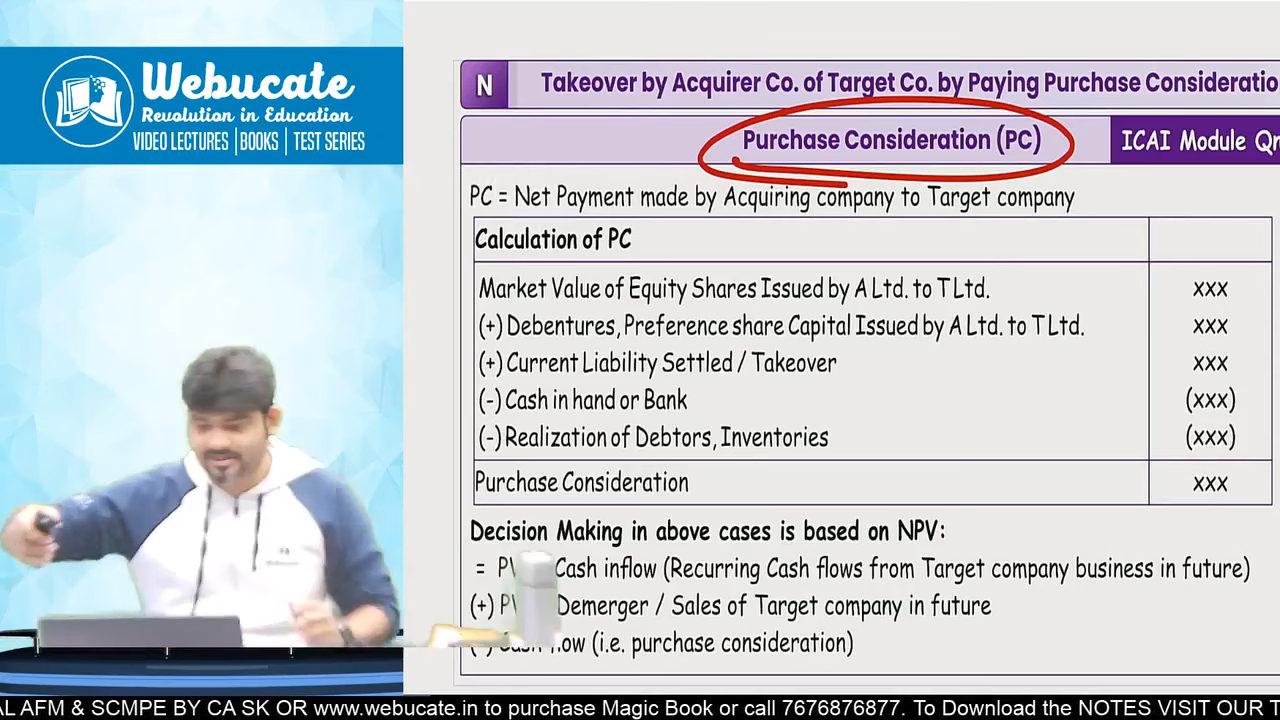 Webucate
Revolution in Education
VIDEO LECTURES | BOOKS | TEST SERIES
N Takeover by Acquirer Co. of Target Co. by Paying Purchase Consideratio
Purchase Consideration (PC) ICAI Module Qn
PC = Net Payment made by Acquiring company to Target company
Calculation of PC
Market Value of Equity Shares Issued by A Ltd. to T Ltd. xxx
(+) Debentures, Preference share Capital Issued by A Ltd. to T Ltd. xxx
(+) Current Liability Settled / Takeover xxx
(-) Cash in hand or Bank (xxx)
(-) Realization of Debtors, Inventories (xxx)
Purchase Consideration xxx
Decision Making in above cases is based on NPV:
= PV Cash inflow (Recurring Cash flows from Target company business in future)
(+) PV Demerger / Sales of Target company in future
(i.e. purchase consideration)
AL AFM & SCMPE BY CA SK OR www.webucate.in to purchase Magic Book or call 7676876877. To Download the NOTES VISIT OUR T